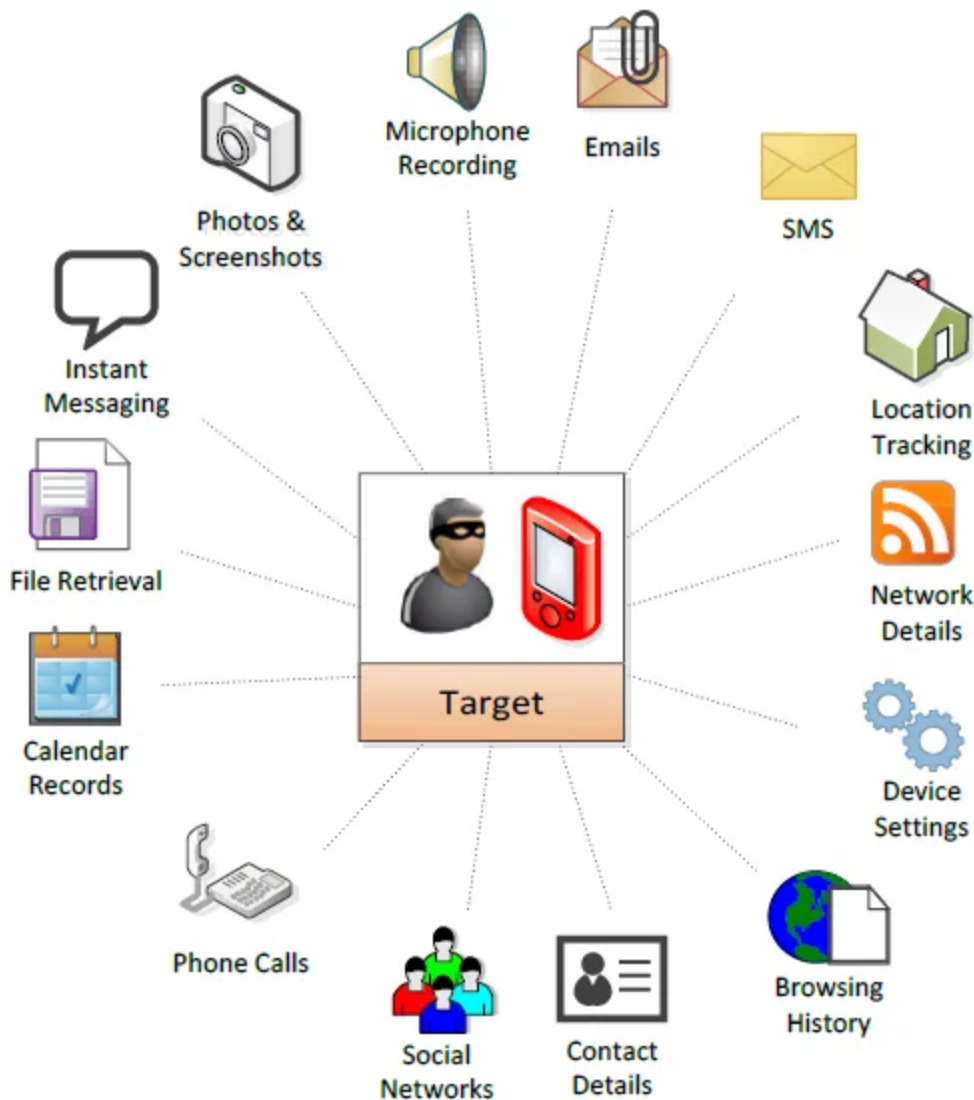 Microphone
Recording
Emails
SMS
Photos &
Screenshots
Instant
Messaging
Location
Tracking
File Retrieval
Network
Details
Target
Calendar
Records
Device
Settings
Phone Calls
Browsing
History
Social
Networks
Contact
Details